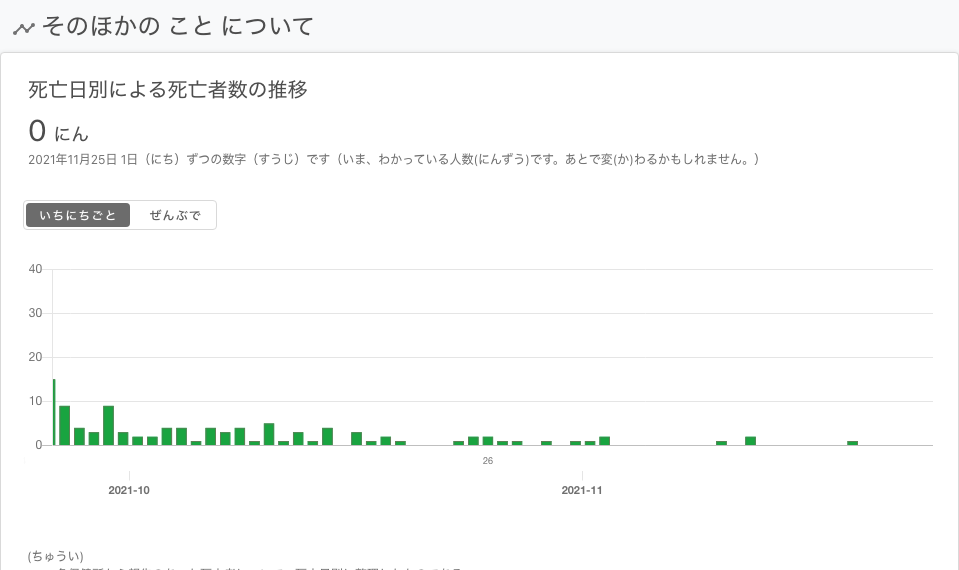 そのほかの こと について
死亡日別による死亡者数の推移
0 にん
2021年11月25日 1日（にち）ずつの数字（すうじ）です（いま、わかっている人数(にんずう)です。あとで変(か)わるかもしれません。）
いちにちごと ぜんぶで
40
30
20
10
0
26
2021-10 2021-11
(ちゅうい)